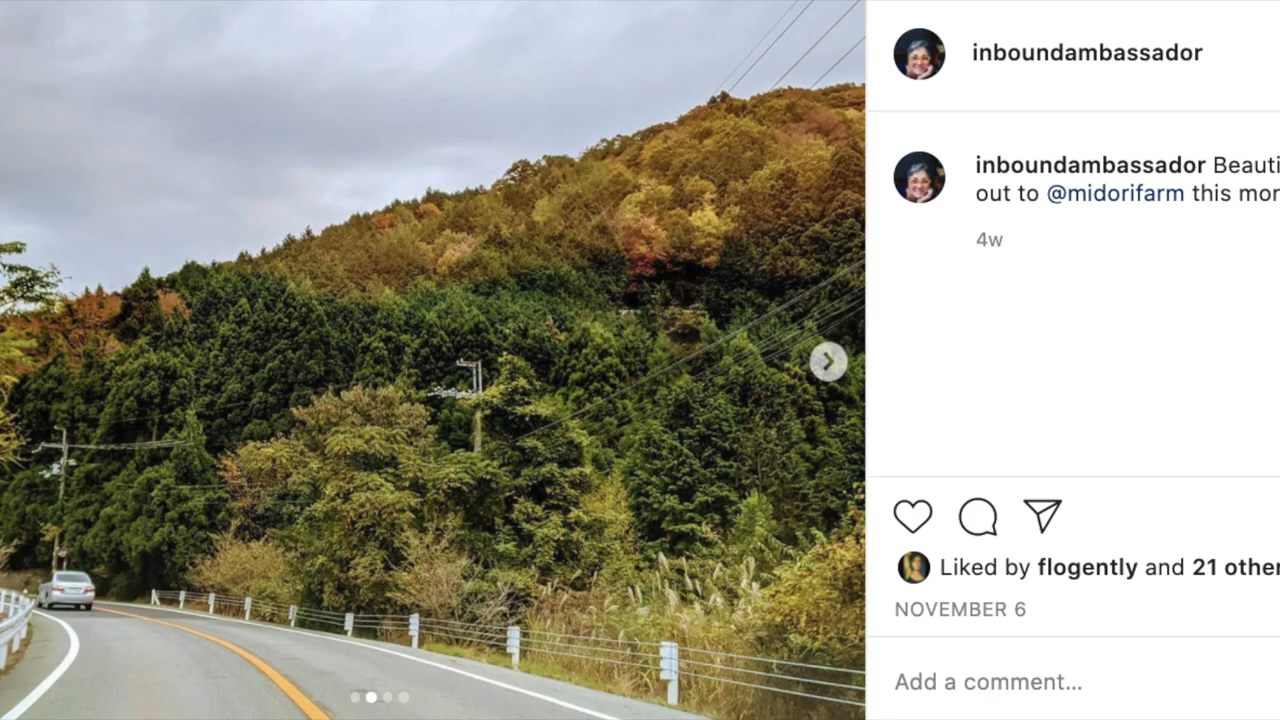 inboundambassador
inboundambassador Beauti
out to @midorifarm this mor
4w
Liked by flogently and 21 other
NOVEMBER 6
Add a comment...